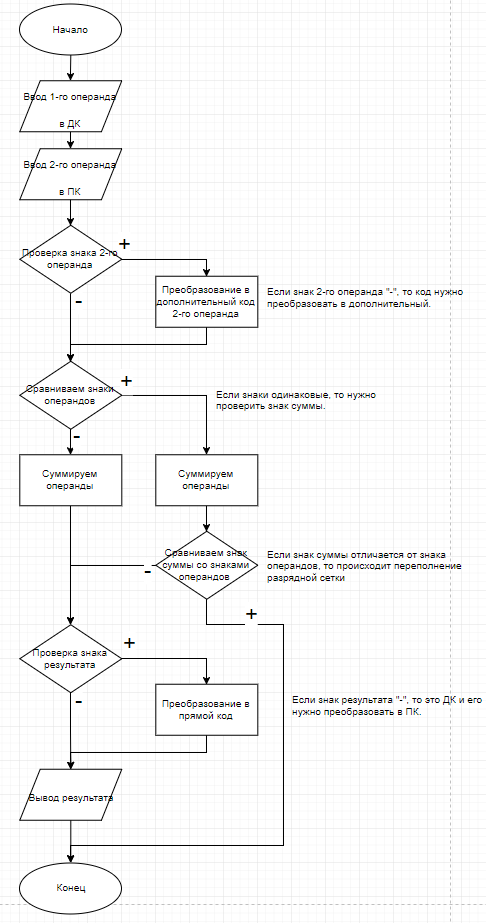 Начало
Ввод 1-го операнда
в ДК
Ввод 2-го операнда
в ПК
Проверка знака 2-го
операнда
+
-
Преобразование в
дополнительный код
2-го операнда
Если знак 2-го операнда "-", то код нужно
преобразовать в дополнительный.
Сравниваем знаки
операндов
+
-
Если знаки одинаковые, то нужно
проверить знак суммы.
Суммируем
операнды
Суммируем
операнды
Сравниваем знак
суммы со знаками
операндов
-
+
Если знак суммы отличается от знака
операндов, то происходит переполнение
разрядной сетки
Проверка знака
результата
+
-
Преобразование в
прямой код
Если знак результата "-", то это ДК и его
нужно преобразовать в ПК.
Вывод результата
Конец